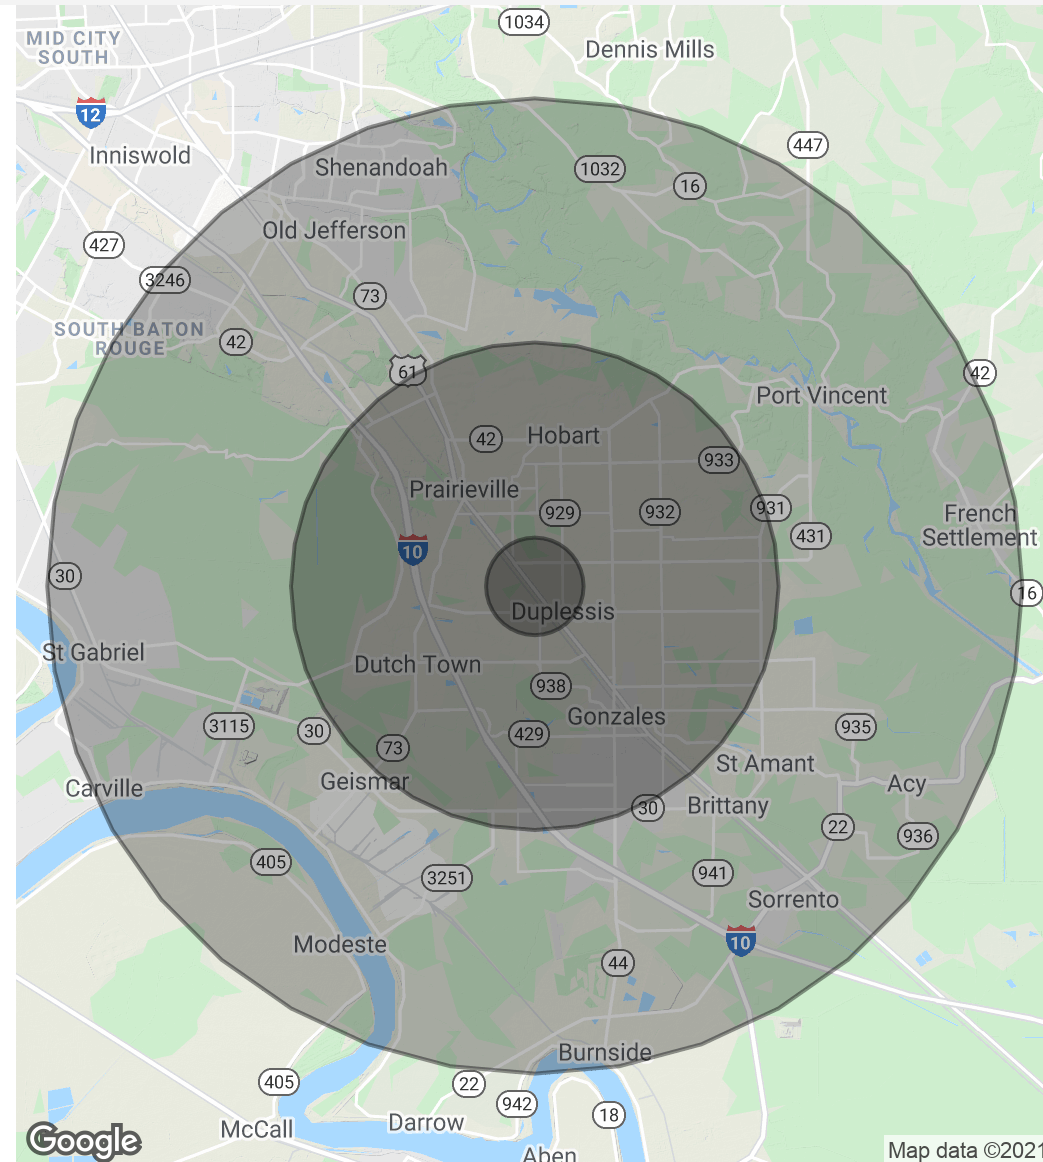 1034
MID CITY
SOUTH
Dennis Mills
12
447
Inniswold
Shenandoah
1032
16
Old Jefferson
427
3246
73
SOUTH BATON
ROUGE
42
61
42
Port Vincent
42
Hobart
933
Prairieville
929
932
931
French
Settlement
431
10
30
16
Duplessis
St Gabriel
Dutch Town
938
Gonzales
3115
30
429
935
73
St Amant
Geismar
Acy
Carville
30
Brittany
22
936
405
3251
941
Sorrento
Modeste
10
44
Burnside
405
22
942
18
Darrow
McCall
Google
Aben
Map data ©2021